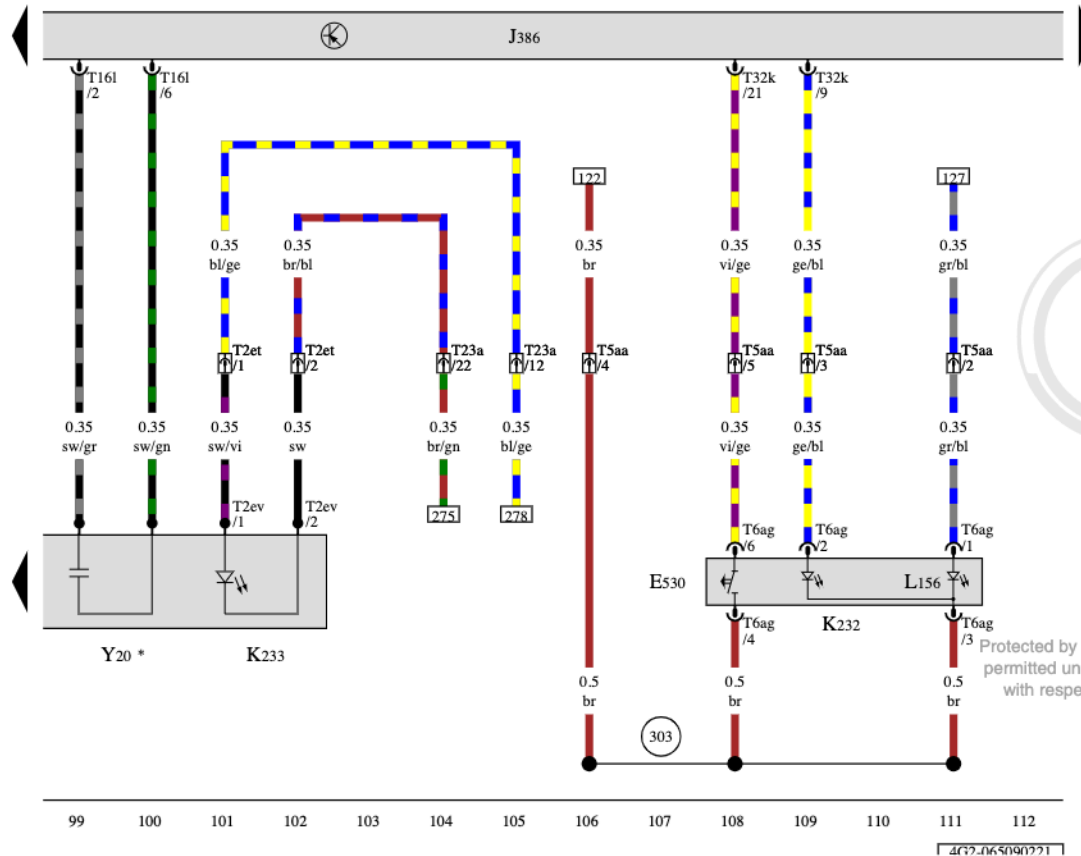 J386
T16l
/2
T16l
/6
T32k
/21
T32k
/9
122
127
0.35
bl/ge
0.35
br/bl
0.35
br
0.35
vi/ge
0.35
ge/bl
0.35
gr/bl
T2et
/1
T2et
/2
T23a
/22
T23a
/12
T5aa
/4
T5aa
/5
T5aa
/3
T5aa
/2
0.35
sw/gr
0.35
sw/gn
0.35
sw/vi
0.35
sw
0.35
br/gn
0.35
bl/ge
0.35
vi/ge
0.35
ge/bl
0.35
gr/bl
T2ev
/1
T2ev
/2
275
278
T6ag
/6
T6ag
/2
T6ag
/1
E530
L156
K232
T6ag
/4
T6ag
/3
Y20 *
K233
Protected by
permitted un
with respe
0.5
br
0.5
br
0.5
br
303
99 100 101 102 103 104 105 106 107 108 109 110 111 112
4G2-065090221